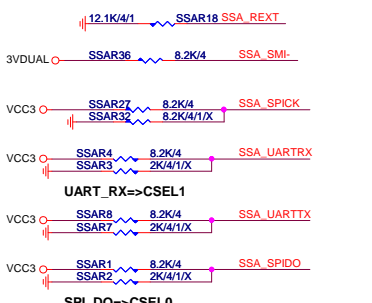 12.1K/4/1 SSAR18 SSA_REXT
3VDUAL SSAR36 8.2K/4 SSA_SMI-
VCC3 SSAR27 8.2K/4 SSA_SPICK
SSAR32 8.2K/4/1/X
VCC3 SSAR4 8.2K/4 SSA_UARTRX
SSAR3 2K/4/1/X
UART_RX=>CSEL1
VCC3 SSAR8 8.2K/4 SSA_UARTTX
SSAR7 2K/4/1/X
VCC3 SSAR1 8.2K/4 SSA_SPIDO
SSAR2 2K/4/1/X
SPI_DO=>CSEL0